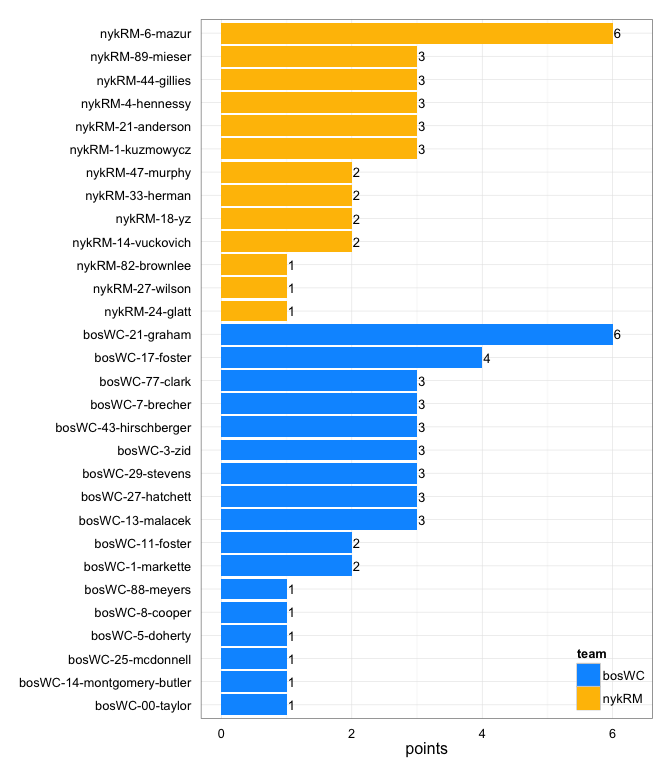 nykRM-6-mazur 6
nykRM-89-mieser 3
nykRM-44-gillies 3
nykRM-4-hennessy 3
nykRM-21-anderson 3
nykRM-1-kuzmowycz 3
nykRM-47-murphy 2
nykRM-33-herman 2
nykRM-18-yz 2
nykRM-14-vuckovich 2
nykRM-82-brownlee 1
nykRM-27-wilson 1
nykRM-24-glatt 1
bosWC-21-graham 6
bosWC-17-foster 4
bosWC-77-clark 3
bosWC-7-brecher 3
bosWC-43-hirschberger 3
bosWC-3-zid 3
bosWC-29-stevens 3
bosWC-27-hatchett 3
bosWC-13-malacek 3
bosWC-11-foster 2
bosWC-1-markette 2
bosWC-88-meyers 1
bosWC-8-cooper 1
bosWC-5-doherty 1
bosWC-25-mcdonnell 1
bosWC-14-montgomery-butler 1
bosWC-00-taylor 1
team
bosWC
nykRM
0 2 4 6
points